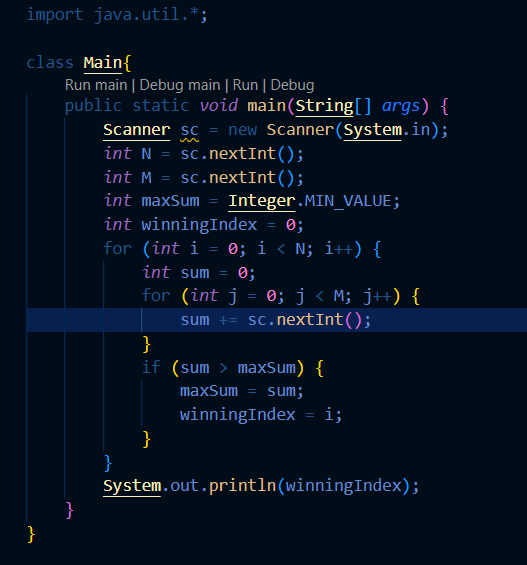 import java.util.*;
class Main{
Run main | Debug main | Run | Debug
public static void main(String[] args) {
Scanner sc = new Scanner(System.in);
int N = sc.nextInt();
int M = sc.nextInt();
int maxSum = Integer.MIN_VALUE;
int winningIndex = 0;
for (int i = 0; i < N; i++) {
int sum = 0;
for (int j = 0; j < M; j++) {
sum += sc.nextInt();
}
if (sum > maxSum) {
maxSum = sum;
winningIndex = i;
}
}
System.out.println(winningIndex);
}
}